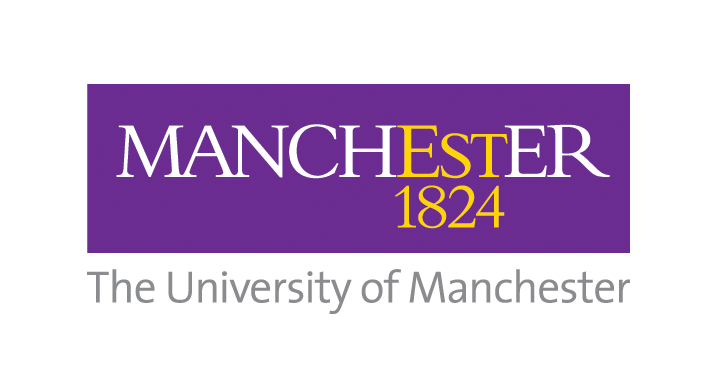 MANCHESTER
1824
The University of Manchester